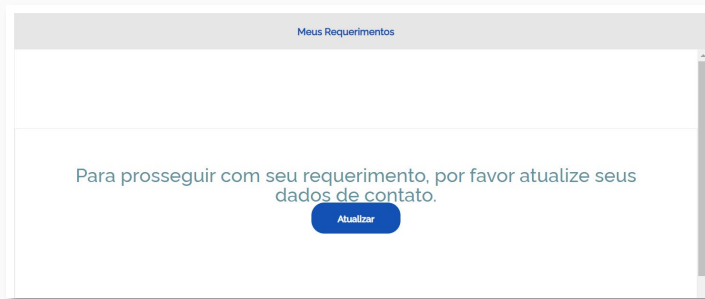 Meus Requerimentos
Para prosseguir com seu requerimento, por favor atualize seus
dados de contato.
Atualizar